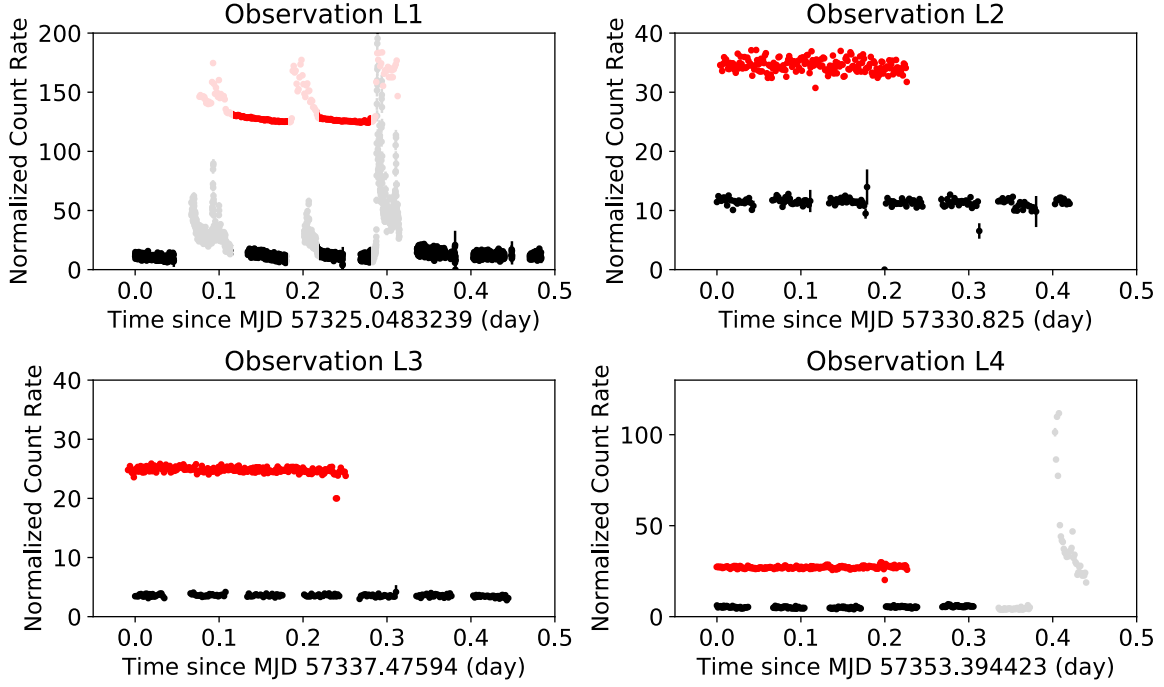 Observation L1
Normalized Count Rate
200
150
100
50
0
0.0 0.1 0.2 0.3 0.4 0.5
Time since MJD 57325.0483239 (day)
Observation L2
Normalized Count Rate
40
30
20
10
0
0.0 0.1 0.2 0.3 0.4 0.5
Time since MJD 57330.825 (day)
Observation L3
Normalized Count Rate
40
30
20
10
0
0.0 0.1 0.2 0.3 0.4 0.5
Time since MJD 57337.47594 (day)
Observation L4
Normalized Count Rate
100
50
0
0.0 0.1 0.2 0.3 0.4 0.5
Time since MJD 57353.394423 (day)